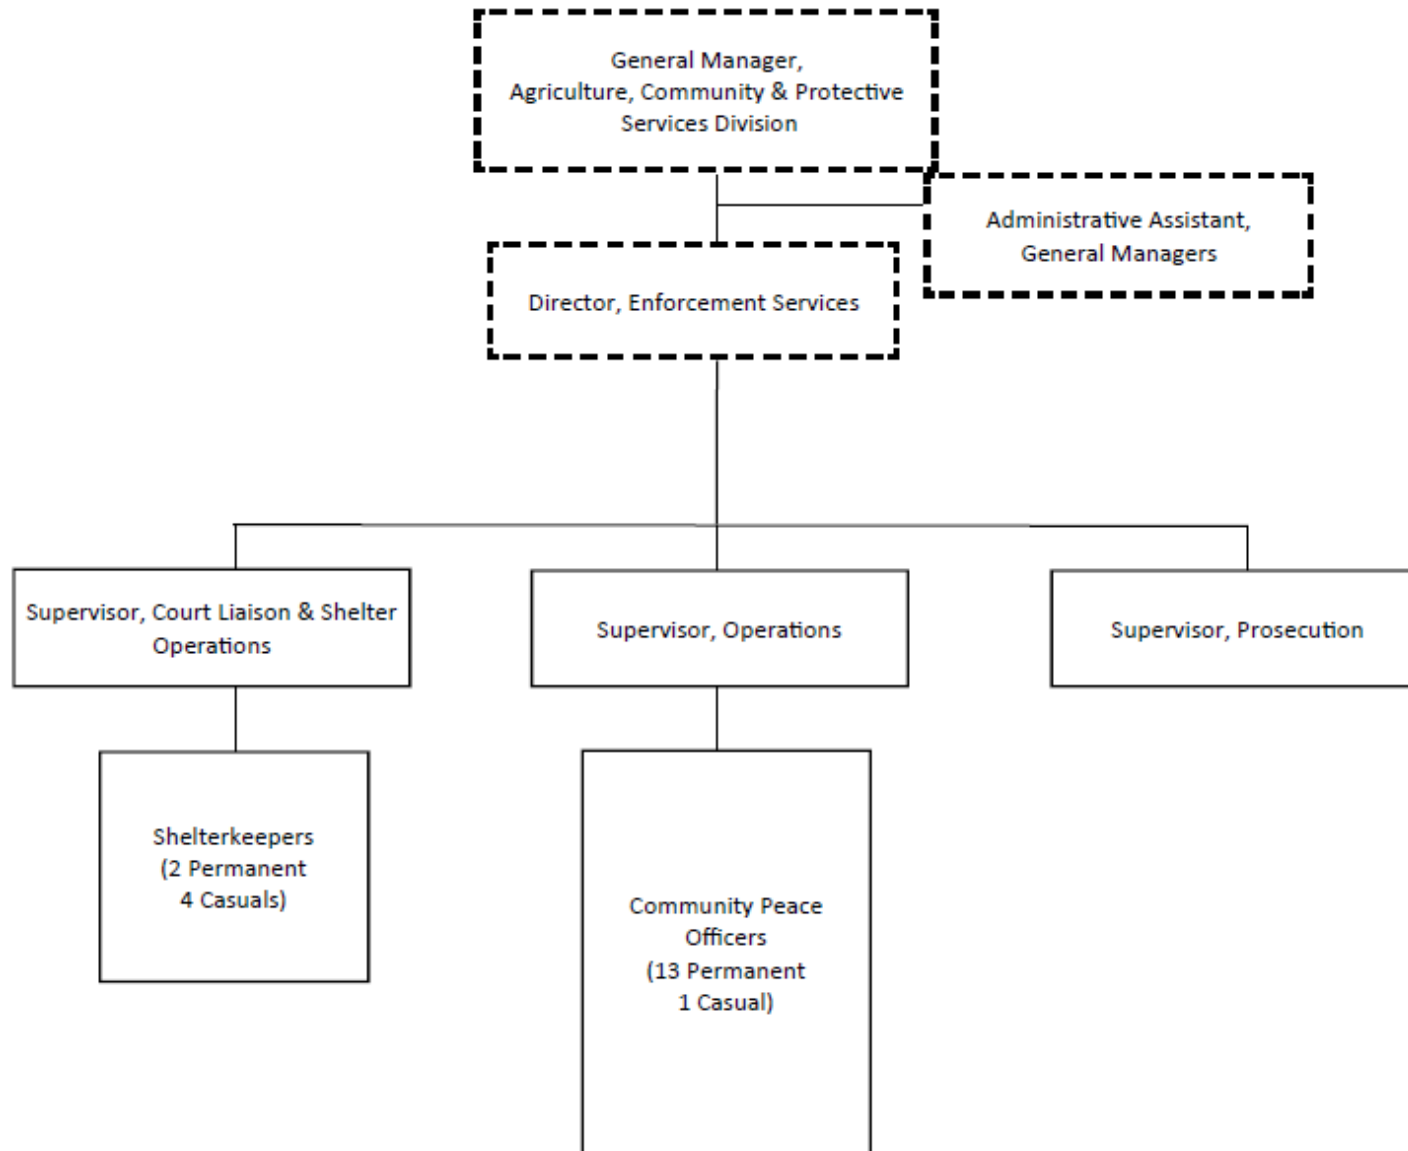 General Manager,
Agriculture, Community & Protective
Services Division
Administrative Assistant,
General Managers
Director, Enforcement Services
Supervisor, Court Liaison & Shelter
Operations
Supervisor, Operations
Supervisor, Prosecution
Shelterkeepers
(2 Permanent
4 Casuals)
Community Peace
Officers
(13 Permanent
1 Casual)